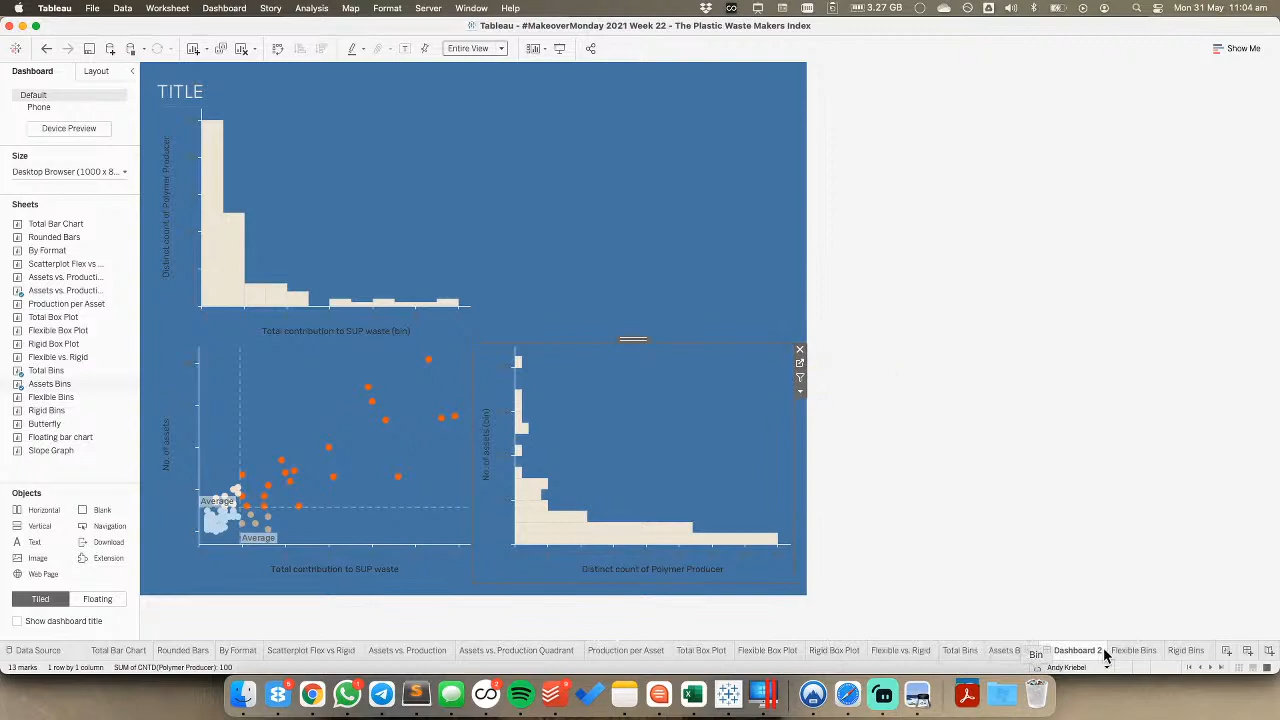 Tableau File Data Worksheet Dashboard Story Analysis Map Format Server Window Help 3.27 GB Mon 31 May 11:04 am
Tableau - #MakeoverMonday 2021 Week 22 - The Plastic Waste Makers Index
Entire View
Show Me
Dashboard Layout
Default
Phone
Device Preview
Size
Desktop Browser (1000 x 8...
Sheets
Total Bar Chart
Rounded Bars
By Format
Scatterplot Flex vs ...
Assets vs. Producti...
Assets vs. Producti...
Production per Asset
Total Box Plot
Flexible Box Plot
Rigid Box Plot
Flexible vs. Rigid
Total Bins
Assets Bins
Flexible Bins
Rigid Bins
Butterfly
Floating bar chart
Slope Graph
Objects
Horizontal Blank
Vertical Navigation
Text Download
Image Extension
Web Page
Tiled Floating
Show dashboard title
TITLE
Distinct count of Polymer Producer
Total contribution to SUP waste (bin)
No. of assets
Average
Average
Total contribution to SUP waste
No. of assets (bin)
Distinct count of Polymer Producer
Data Source Total Bar Chart Rounded Bars By Format Scatterplot Flex vs Rigid Assets vs. Production Assets vs. Production Quadrant Production per Asset Total Box Plot Flexible Box Plot Rigid Box Plot Flexible vs. Rigid Total Bins Assets B Dashboard 2 Flexible Bins Rigid Bins
Bin
13 marks 1 row by 1 column SUM of CNTD(Polymer Producer): 100 Andy Kriebel